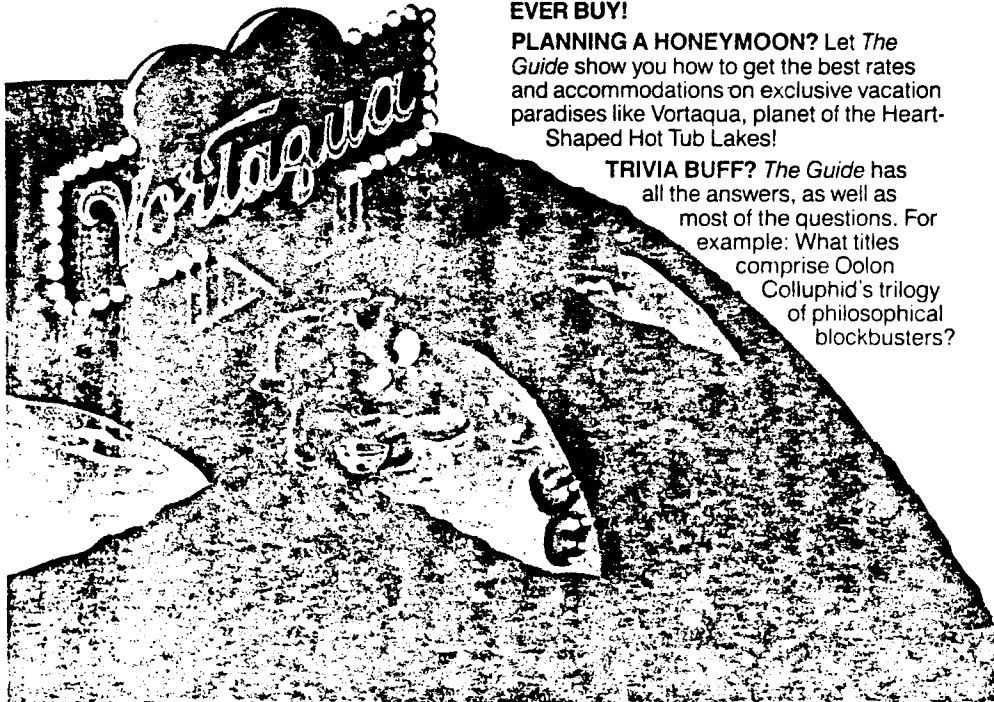 EVER BUY!
PLANNING A HONEYMOON? Let The
Guide show you how to get the best rates
and accommodations on exclusive vacation
paradises like Vortaqua, planet of the Heart-
Shaped Hot Tub Lakes!
TRIVIA BUFF? The Guide has
all the answers, as well as
most of the questions. For
example: What titles
comprise Oolon
Colluphid's trilogy
of philosophical
blockbusters?
Vortaqua